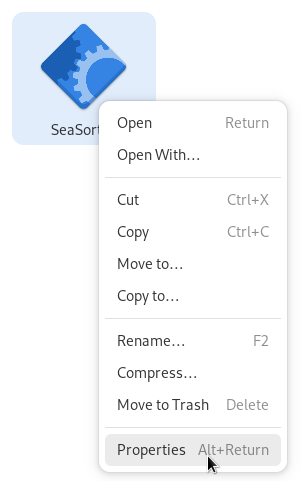 SeaSort
Open Return
Open With...
Cut Ctrl+X
Copy Ctrl+C
Move to...
Copy to...
Rename... F2
Compress...
Move to Trash Delete
Properties Alt+Return